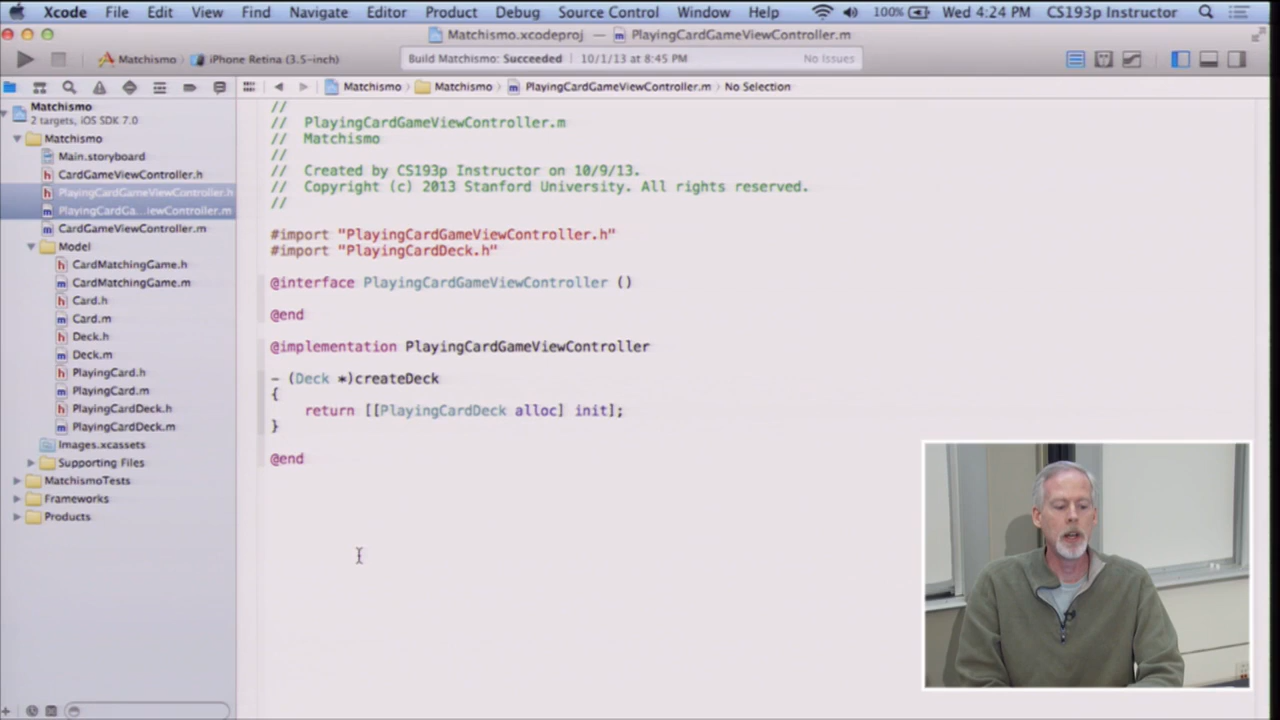 Xcode File Edit View Find Navigate Editor Product Debug Source Control Window Help 100% Wed 4:24 PM CS193p Instructor
Matchismo.xcodeproj — PlayingCardGameViewController.m
Matchismo iPhone Retina (3.5-inch) Build Matchismo: Succeeded 10/1/13 at 8:45 PM No Issues
Matchismo Matchismo PlayingCardGameViewController.m No Selection
Matchismo
2 targets, iOS SDK 7.0
Matchismo
Main.storyboard
CardGameViewController.h
PlayingCardGameViewController.h
PlayingCardGa...iewController.m
CardGameViewController.m
Model
CardMatchingGame.h
CardMatchingGame.m
Card.h
Card.m
Deck.h
Deck.m
PlayingCard.h
PlayingCard.m
PlayingCardDeck.h
PlayingCardDeck.m
Images.xcassets
Supporting Files
MatchismoTests
Frameworks
Products
//
// PlayingCardGameViewController.m
// Matchismo
//
// Created by CS193p Instructor on 10/9/13.
// Copyright (c) 2013 Stanford University. All rights reserved.
//
#import "PlayingCardGameViewController.h"
#import "PlayingCardDeck.h"
@interface PlayingCardGameViewController ()
@end
@implementation PlayingCardGameViewController
- (Deck *)createDeck
{
return [[PlayingCardDeck alloc] init];
}
@end